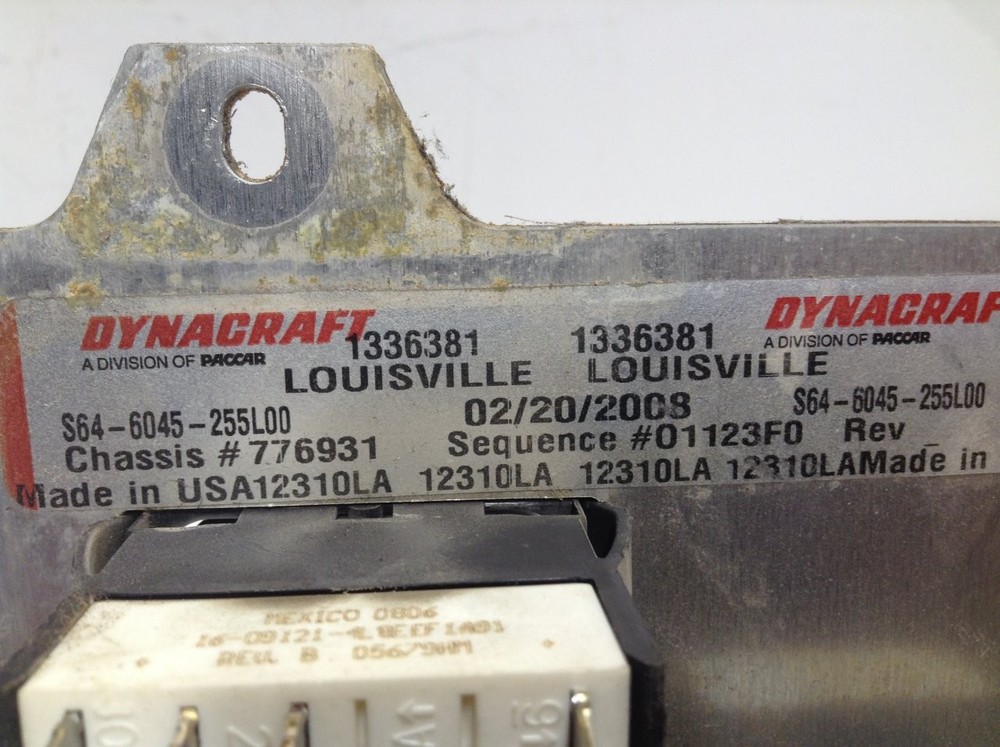 DYNACRAFT 1336381 1336381 DYNACRAF
A DIVISION OF PACCAR A DIVISION OF PACCAR
LOUISVILLE LOUISVILLE
S64-6045-255L00 02/20/2008 S64-6045-255L00
Chassis # 776931 Sequence #01123F0 Rev _
Made in USA12310LA 12310LA 12310LA 12310LAMade in
MEXICO 0806
REV. B